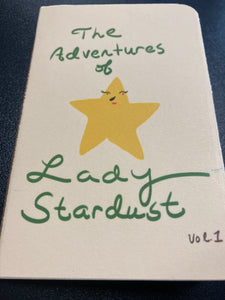 The
Adventures
of
Lady
Stardust
Vol 1